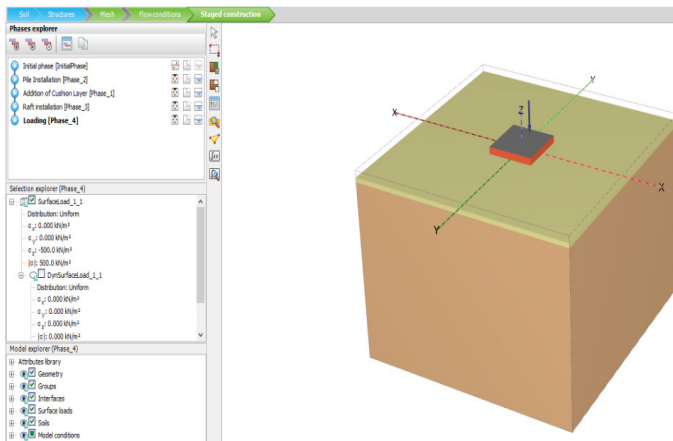 Soil Structures Mesh Flow conditions Staged construction
Phases explorer
Initial phase [InitialPhase]
Pile Installation [Phase_2]
Addition of Cushion Layer [Phase_1]
Raft installation [Phase_3]
Loading [Phase_4]
Selection explorer (Phase_4)
SurfaceLoad_1_1
Distribution: Uniform
σx: 0.000 kN/m²
σy: 0.000 kN/m²
σz: -500.0 kN/m²
|σ|: 500.0 kN/m²
DynSurfaceLoad_1_1
Distribution: Uniform
σx: 0.000 kN/m²
σy: 0.000 kN/m²
σz: 0.000 kN/m²
|σ|: 0.000 kN/m²
Model explorer (Phase_4)
Attributes library
Geometry
Groups
Interfaces
Surface loads
Soils
Model conditions
Y
Z
X
X
Y